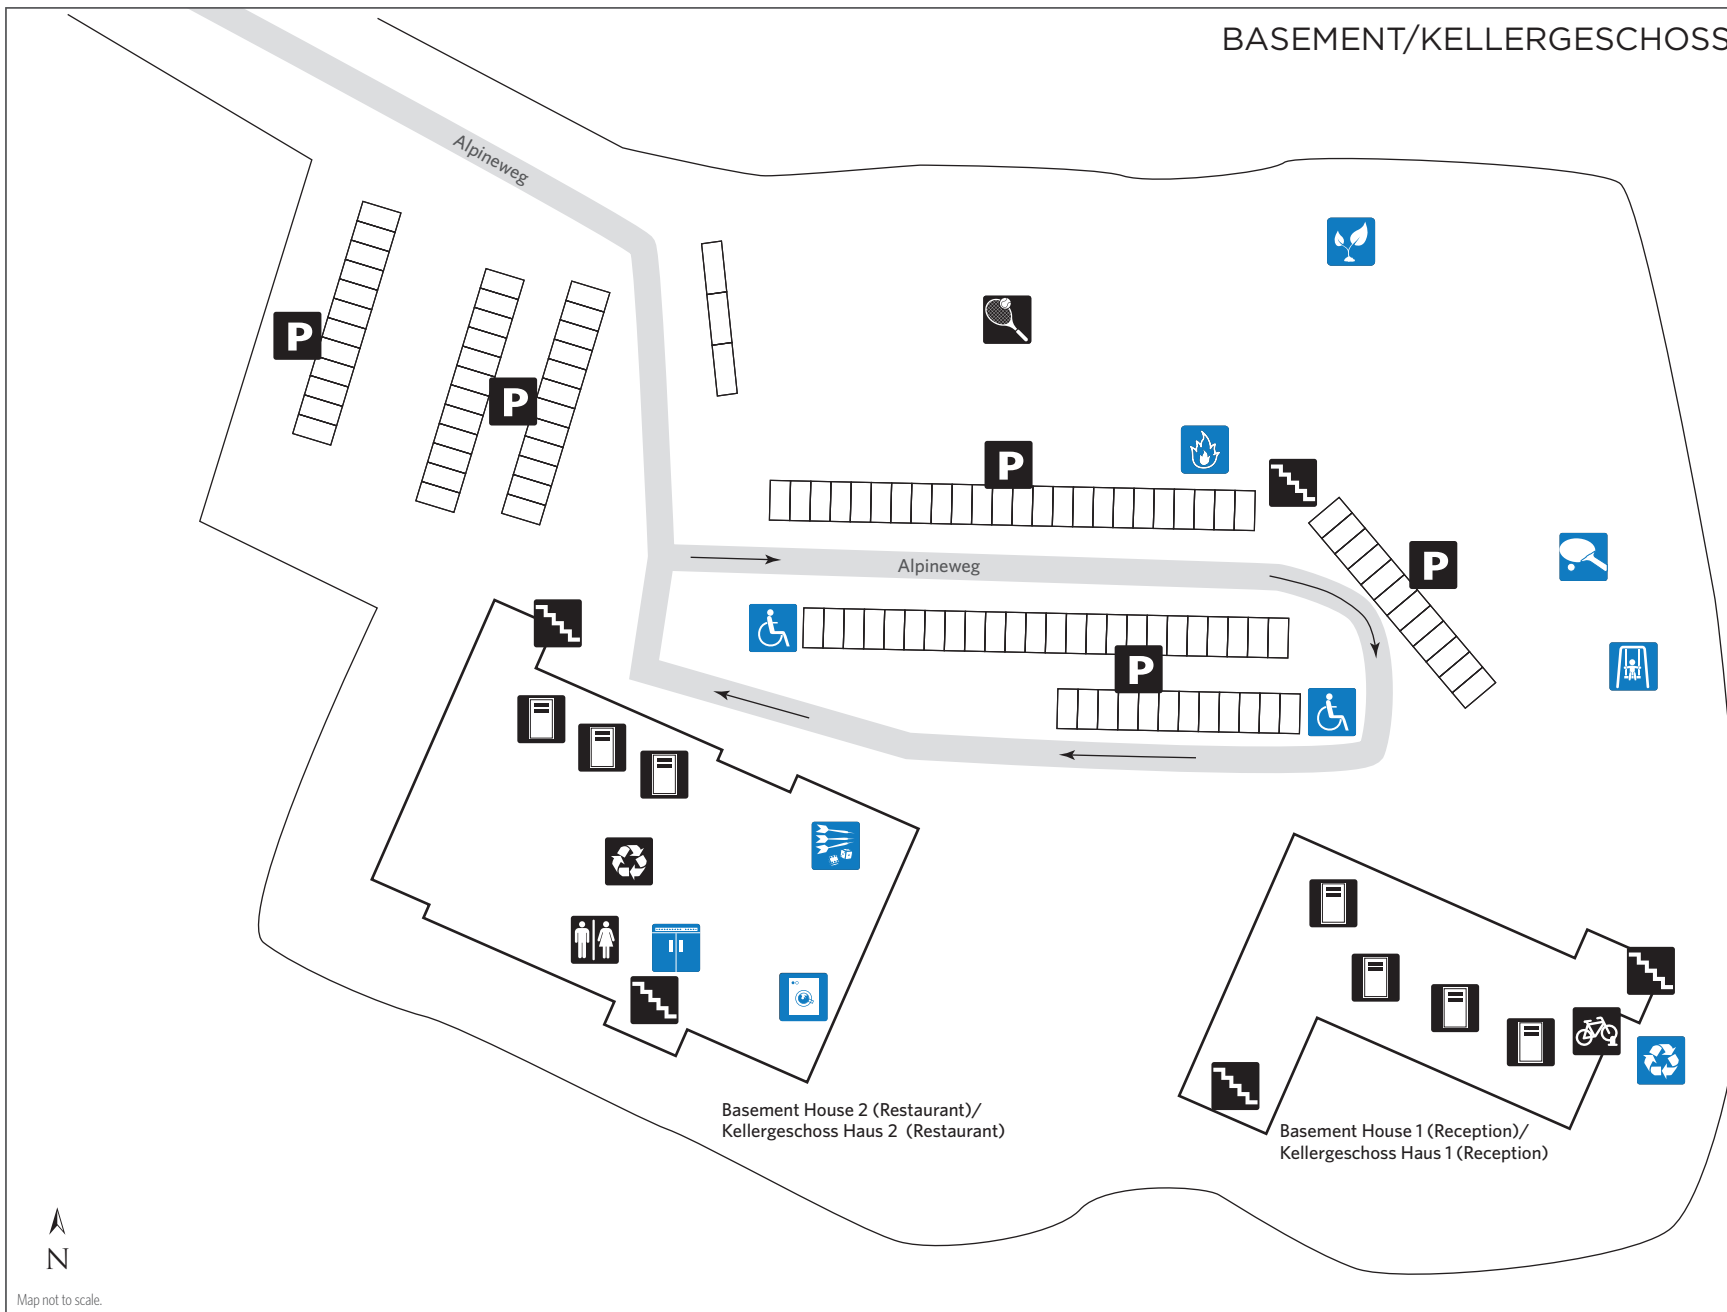 BASEMENT/KELLERGESCHOSS
Alpineweg
P
P
P
P
Alpineweg
P
Basement House 2 (Restaurant)/
Kellergeschoss Haus 2 (Restaurant)
Basement House 1 (Reception)/
Kellergeschoss Haus 1 (Reception)
N
Map not to scale.